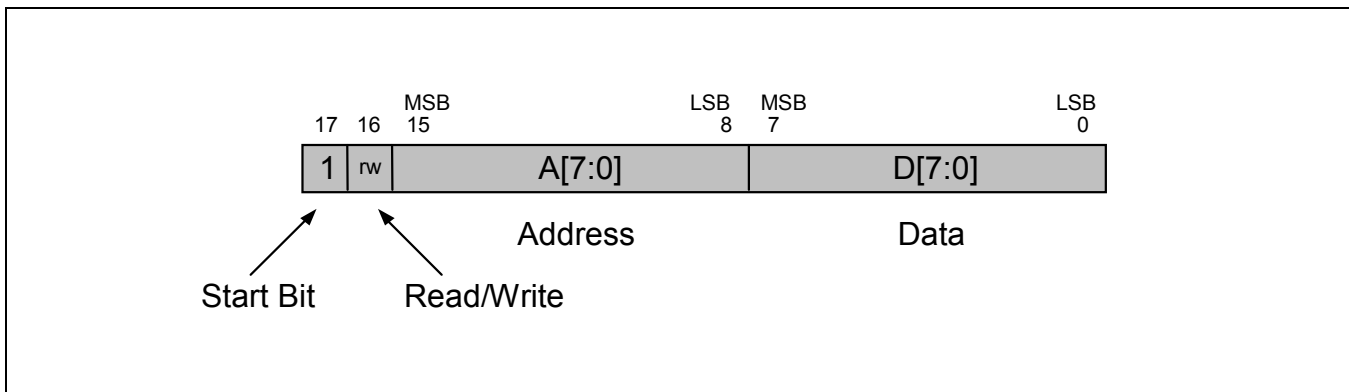 MSB LSB MSB LSB
17 16 15 8 7 0
1 rw A[7:0] D[7:0]
Address Data
Start Bit Read/Write